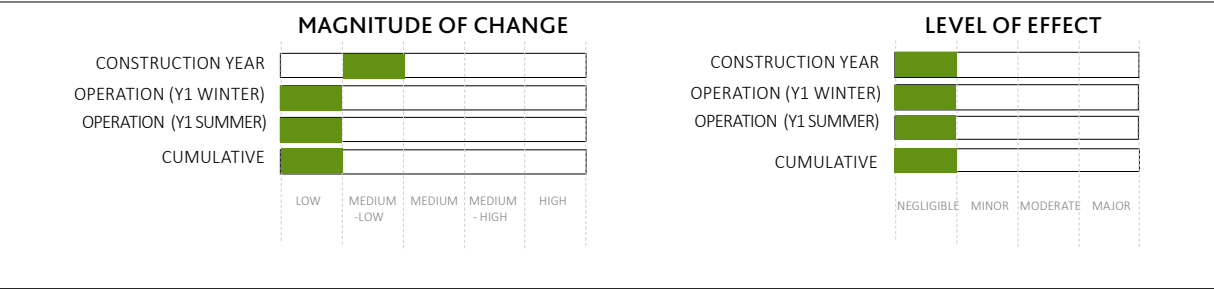 MAGNITUDE OF CHANGE
CONSTRUCTION YEAR
OPERATION (Y1 WINTER)
OPERATION (Y1 SUMMER)
CUMULATIVE
LOW
MEDIUM
-LOW
MEDIUM
MEDIUM
- HIGH
HIGH
LEVEL OF EFFECT
CONSTRUCTION YEAR
OPERATION (Y1 WINTER)
OPERATION (Y1 SUMMER)
CUMULATIVE
NEGLIGIBLE
MINOR
MODERATE
MAJOR